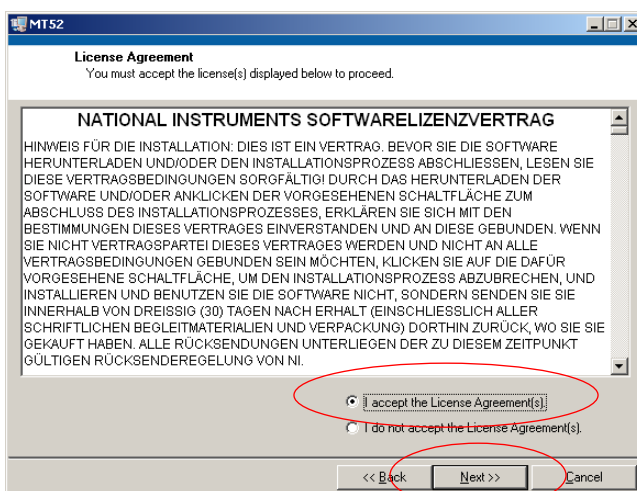 MT52
License Agreement
You must accept the license(s) displayed below to proceed.
NATIONAL INSTRUMENTS SOFTWARELIZENZVERTRAG
HINWEIS FÜR DIE INSTALLATION: DIES IST EIN VERTRAG. BEVOR SIE DIE SOFTWARE
HERUNTERLADEN UND/ODER DEN INSTALLATIONSPROZESS ABSCHLIESSEN, LESEN SIE
DIESE VERTRAGSBEDINGUNGEN SORGFÄLTIG! DURCH DAS HERUNTERLADEN DER
SOFTWARE UND/ODER ANKLICKEN DER VORGESEHENEN SCHALTFLÄCHE ZUM
ABSCHLUSS DES INSTALLATIONSPROZESSES, ERKLÄREN SIE SICH MIT DEN
BESTIMMUNGEN DIESES VERTRAGES EINVERSTANDEN UND AN DIESE GEBUNDEN. WENN
SIE NICHT VERTRAGSPARTEI DIESES VERTRAGES WERDEN UND NICHT AN ALLE
VERTRAGSBEDINGUNGEN GEBUNDEN SEIN MÖCHTEN, KLICKEN SIE AUF DIE DAFÜR
VORGESEHENE SCHALTFLÄCHE, UM DEN INSTALLATIONSPROZESS ABZUBRECHEN, UND
INSTALLIEREN UND BENUTZEN SIE DIE SOFTWARE NICHT, SONDERN SENDEN SIE SIE
INNERHALB VON DREISSIG (30) TAGEN NACH ERHALT (EINSCHLIESSLICH ALLER
SCHRIFTLICHEN BEGLEITMATERIALIEN UND VERPACKUNG) DORTHIN ZURÜCK, WO SIE SIE
GEKAUFT HABEN. ALLE RÜCKSENDUNGEN UNTERLIEGEN DER ZU DIESEM ZEITPUNKT
GÜLTIGEN RÜCKSENDEREGELUNG VON NI.
I accept the License Agreement(s).
I do not accept the License Agreement(s).
<< Back Next >> Cancel